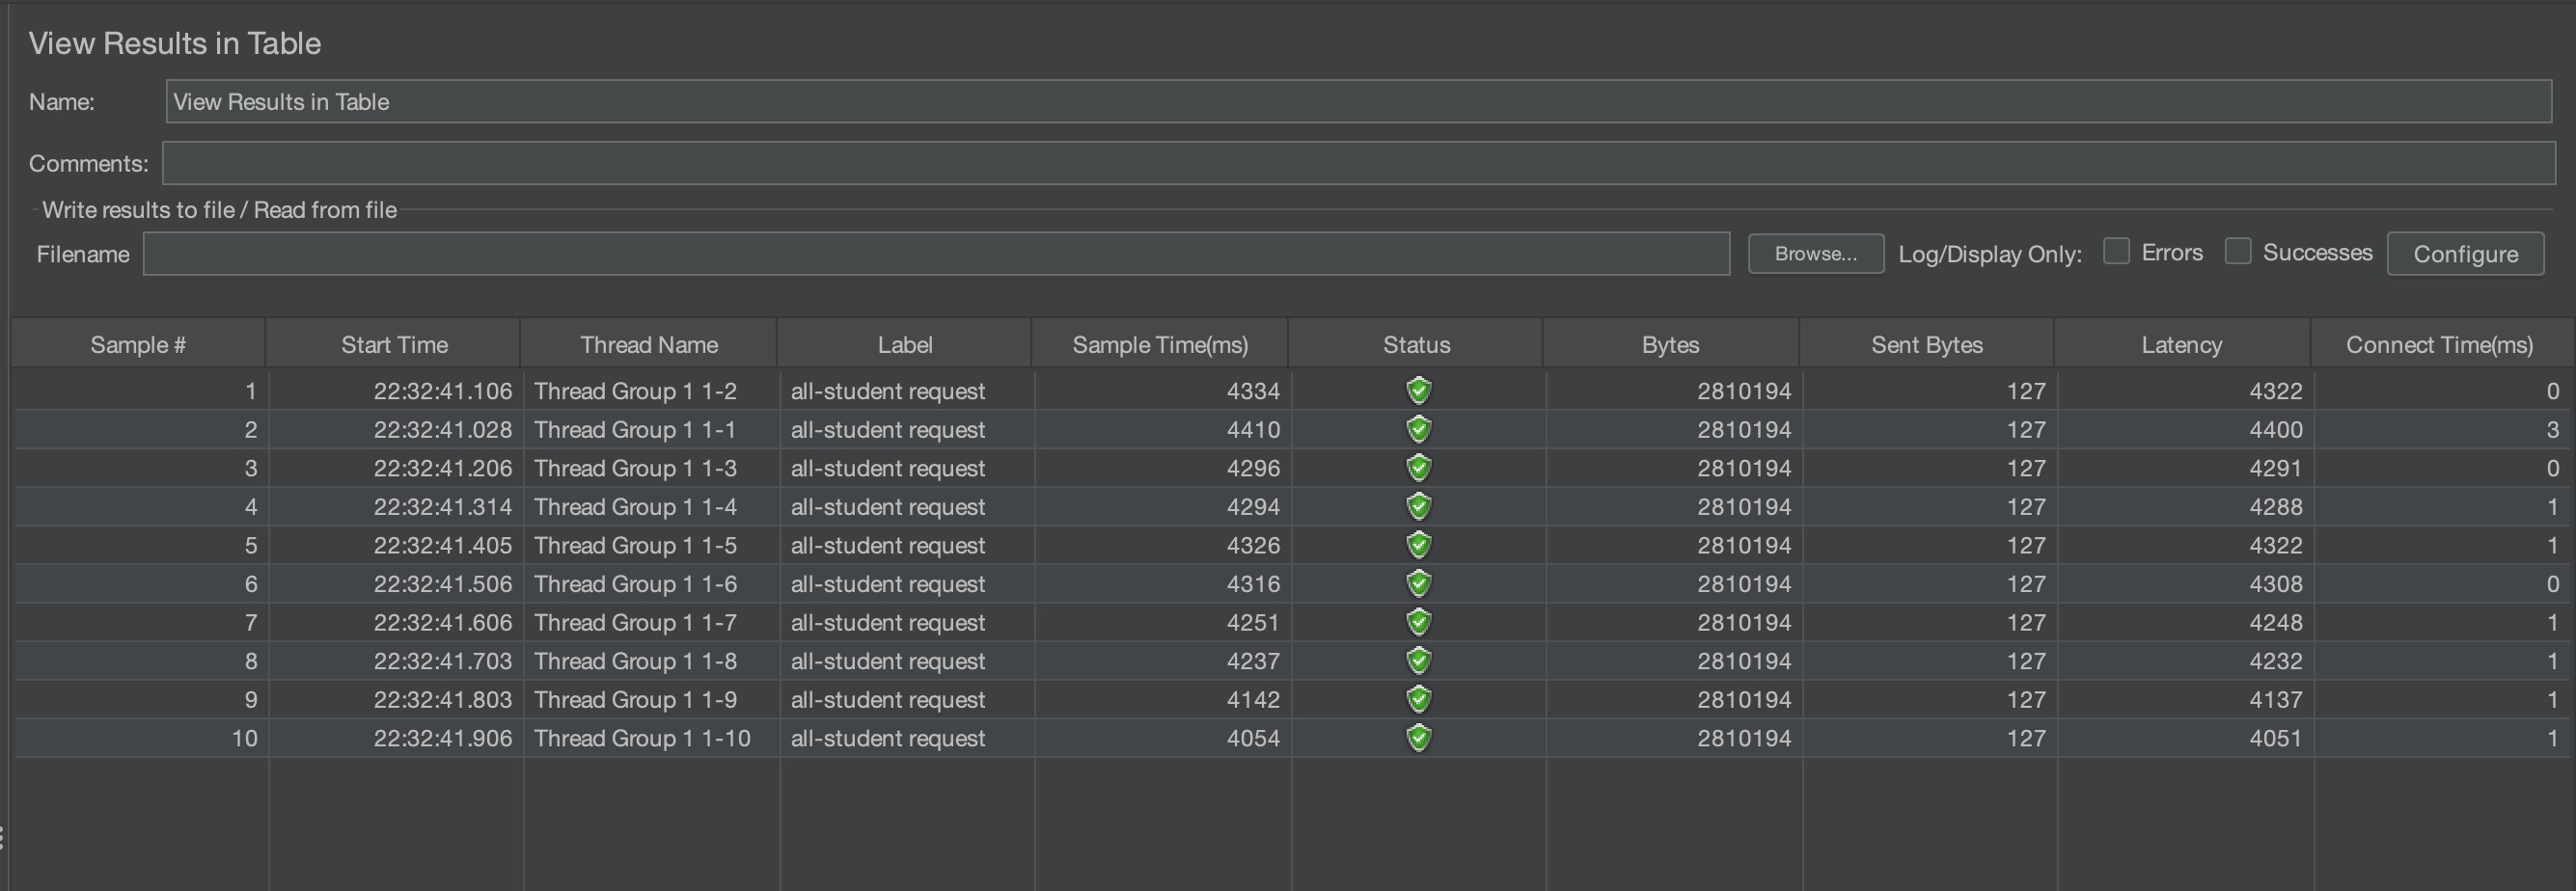 View Results in Table
Name: View Results in Table
Comments:
Write results to file / Read from file
Filename Browse... Log/Display Only: Errors Successes Configure
Sample # Start Time Thread Name Label Sample Time(ms) Status Bytes Sent Bytes Latency Connect Time(ms)
1 22:32:41.106 Thread Group 1 1-2 all-student request 4334 2810194 127 4322 0
2 22:32:41.028 Thread Group 1 1-1 all-student request 4410 2810194 127 4400 3
3 22:32:41.206 Thread Group 1 1-3 all-student request 4296 2810194 127 4291 0
4 22:32:41.314 Thread Group 1 1-4 all-student request 4294 2810194 127 4288 1
5 22:32:41.405 Thread Group 1 1-5 all-student request 4326 2810194 127 4322 1
6 22:32:41.506 Thread Group 1 1-6 all-student request 4316 2810194 127 4308 0
7 22:32:41.606 Thread Group 1 1-7 all-student request 4251 2810194 127 4248 1
8 22:32:41.703 Thread Group 1 1-8 all-student request 4237 2810194 127 4232 1
9 22:32:41.803 Thread Group 1 1-9 all-student request 4142 2810194 127 4137 1
10 22:32:41.906 Thread Group 1 1-10 all-student request 4054 2810194 127 4051 1